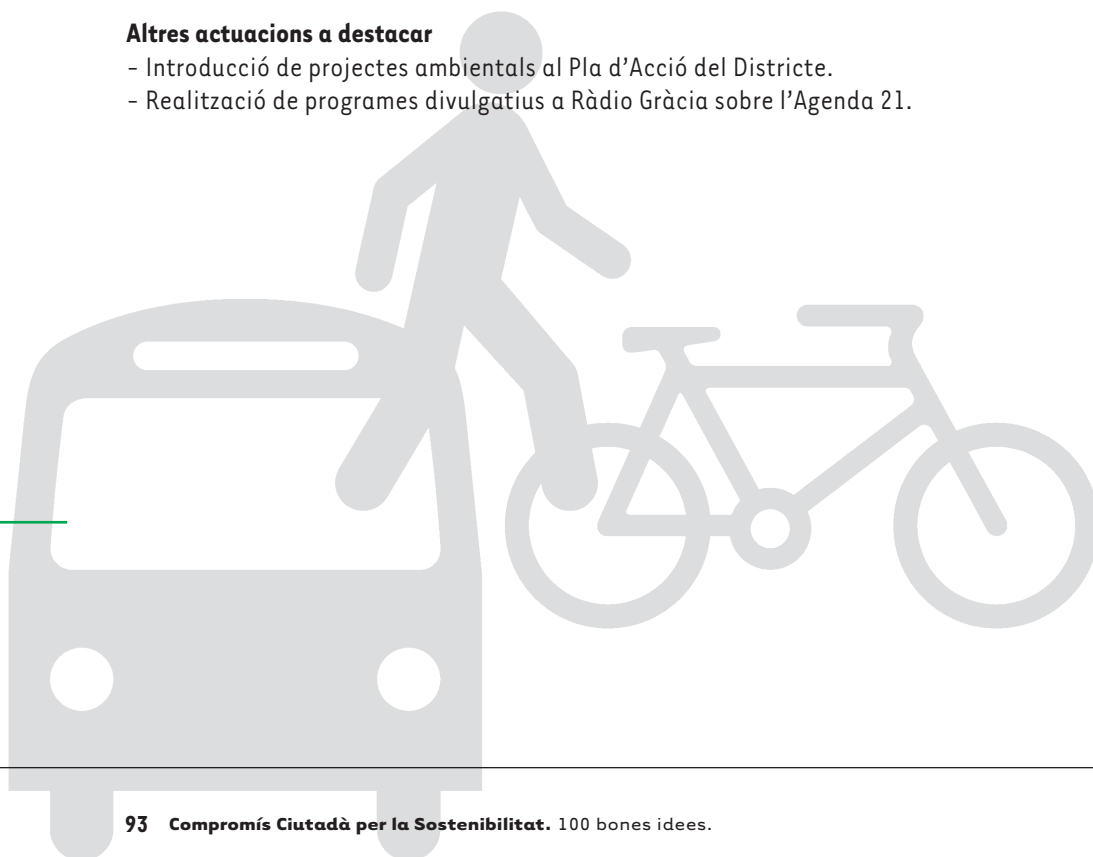 Altres actuacions a destacar
– Introducció de projectes ambientals al Pla d’Acció del Districte.
– Realització de programes divulgatius a Ràdio Gràcia sobre l’Agenda 21.
93 Compromís Ciutadà per la Sostenibilitat. 100 bones idees.